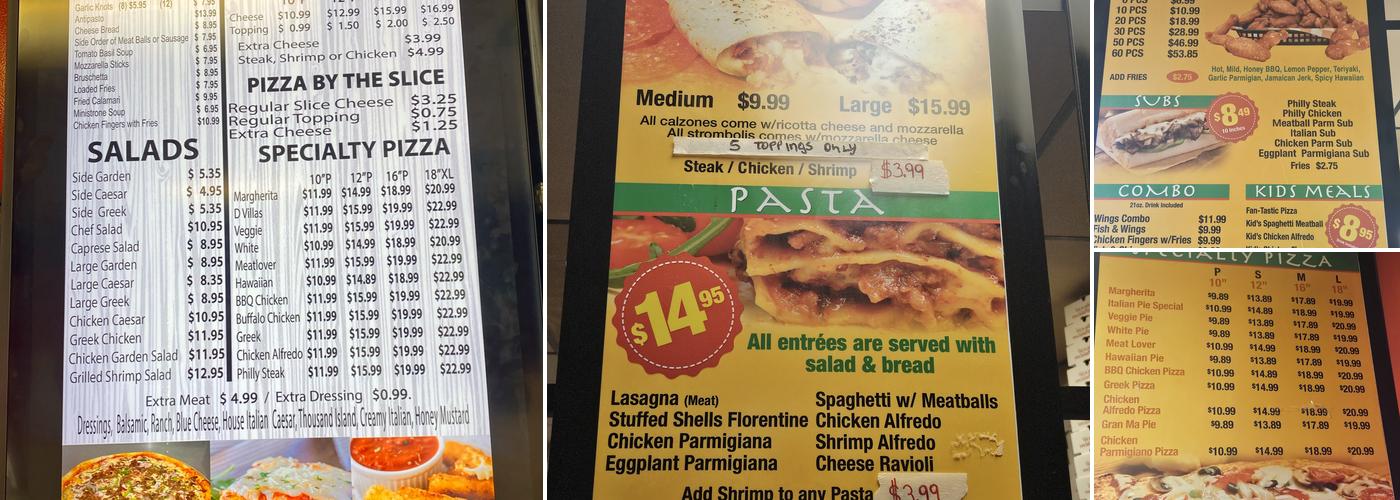 Garlic Knots (8) $5.95 (12) $ 7.95
Antipasto $13.99
Cheese Bread $ 8.95
Side Order of Meat Balls or Sausage $ 7.95
Tomato Basil Soup $ 6.95
Mozzarella Sticks $ 7.95
Bruschetta $ 8.95
Loaded Fries $ 7.95
Fried Calamari $ 9.95
Ministrone Soup $ 6.95
Chicken Fingers with Fries $10.99
SALADS
Side Garden $ 5.35
Side Caesar $ 4.95
Side Greek $ 5.35
Chef Salad $10.95
Caprese Salad $ 8.95
Large Garden $ 8.95
Large Caesar $ 8.35
Large Greek $ 8.95
Chicken Caesar $10.95
Greek Chicken $11.95
Chicken Garden Salad $11.95
Grilled Shrimp Salad $12.95
Cheese $10.99 $12.99 $15.99 $16.99
Topping $ 0.99 $ 1.50 $ 2.00 $ 2.50
Extra Cheese $3.99
Steak, Shrimp or Chicken $4.99
PIZZA BY THE SLICE
Regular Slice Cheese $3.25
Regular Topping $0.75
Extra Cheese $1.25
SPECIALTY PIZZA
10"P 12"P 16"P 18"XL
Margherita $11.99 $14.99 $18.99 $20.99
D Villas $11.99 $15.99 $19.99 $22.99
Veggie $11.99 $15.99 $19.99 $22.99
White $10.99 $14.99 $18.99 $20.99
Meatlover $11.99 $15.99 $19.99 $22.99
Hawaiian $10.99 $14.89 $18.99 $22.99
BBQ Chicken $11.99 $15.99 $19.99 $22.99
Buffalo Chicken $11.99 $15.99 $19.99 $22.99
Greek $11.99 $15.99 $19.99 $22.99
Chicken Alfredo $11.99 $15.99 $19.99 $22.99
Philly Steak $11.99 $15.99 $19.99 $22.99
Extra Meat $ 4.99 / Extra Dressing $0.99.
Dressings, Balsamic, Ranch, Blue Cheese, House Italian, Caesar, Thousand Island, Creamy Italian, Honey Mustard
Medium $9.99 Large $15.99
All calzones come w/ricotta cheese and mozzarella
All strombolis comes w/mozzarella cheese
5 TOPPINGS ONLY
Steak / Chicken / Shrimp $3.99
PASTA
$14.95
All entrées are served with
salad & bread
Lasagna (Meat)
Stuffed Shells Florentine
Chicken Parmigiana
Eggplant Parmigiana
Spaghetti w/ Meatballs
Chicken Alfredo
Shrimp Alfredo
Cheese Ravioli
Add Shrimp to any Pasta $3.99
10 PCS $10.99
20 PCS $18.99
30 PCS $28.99
50 PCS $46.99
60 PCS $53.85
ADD FRIES $2.75
Hot, Mild, Honey BBQ, Lemon Pepper, Teriyaki,
Garlic Parmigian, Jamaican Jerk, Spicy Hawaiian
SUBS
$8.49
10 Inches
Philly Steak
Philly Chicken
Meatball Parm Sub
Italian Sub
Chicken Parm Sub
Eggplant Parmigiana Sub
Fries $2.75
COMBO
21oz. Drink Included
Wings Combo $11.99
Fish & Wings $9.99
Chicken Fingers w/Fries $9.99
KIDS MEALS
Fan-Tastic Pizza
Kid's Spaghetti Meatball
Kid's Chicken Alfredo
$8.95
SPECIALTY PIZZA
P S M L
10" 12" 16" 18"
Margherita $9.89 $13.89 $17.89 $19.99
Italian Pie Special $10.99 $14.89 $18.99 $20.99
Veggie Pie $9.89 $13.89 $17.89 $19.99
White Pie $9.89 $13.89 $17.89 $19.99
Meat Lover $10.99 $14.99 $18.99 $20.99
Hawaiian Pie $9.89 $13.89 $17.99 $19.99
BBQ Chicken Pizza $10.99 $14.99 $18.99 $20.99
Greek Pizza $10.99 $14.99 $18.99 $20.99
Chicken
Alfredo Pizza $10.99 $14.99 $18.99 $20.99
Gran Ma Pie $9.89 $13.89 $17.89 $19.99
Chicken
Parmigiano Pizza $10.99 $14.99 $18.99 $20.99